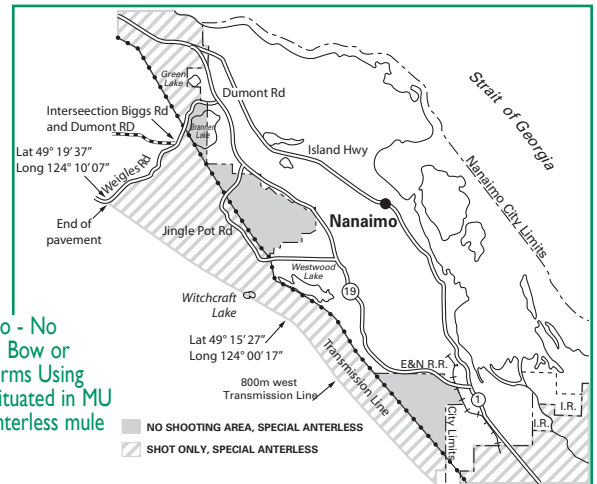 Green
Lake
Dumont Rd
Intersection Biggs Rd
and Dumont RD
Brannen
Lake
Lat 49° 19' 37"
Long 124° 10' 07"
Weigles Rd
End of
pavement
Island Hwy
Strait of Georgia
Nanaimo City Limits
Nanaimo
Jingle Pot Rd
Westwood
Lake
19
Witchcraft
Lake
Lat 49° 15' 27"
Long 124° 00' 17"
Transmission Line
800m west
Transmission Line
E&N R.R.
1
City Limits
I.R.
I.R.
I.R.
o - No
Bow or
rms Using
ituated in MU
nterless mule
NO SHOOTING AREA, SPECIAL ANTERLESS
SHOT ONLY, SPECIAL ANTERLESS